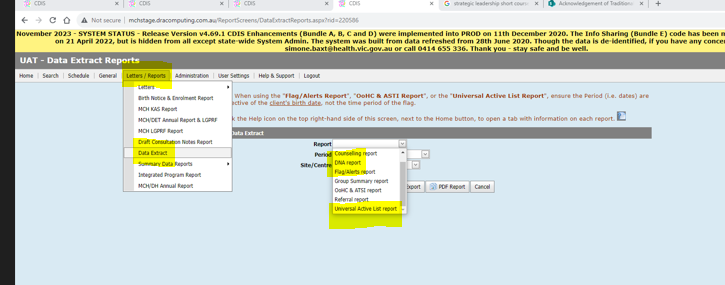 CDIS
CDIS
CDIS
CDIS
strategic leadership short cours
Acknowledgement of Tradition
Not secure
mchstage.dracomputing.com.au/ReportScreens/DataExtractReports.aspx?rid=220586
November 2023 - SYSTEM STATUS - Release Version v4.69.1 CDIS Enhancements (Bundle A, B, C and D) were implemented into PROD on 11th December 2020. The Info Sharing (Bundle E) code has been
on 21 April 2022, but is hidden from all except state-wide System Admin. The system was built from data refreshed from 28th June 2020. Though the data is de-identified, if you have any concer
simone.baxt@health.vic.gov.au or call 0414 655 336. Thank you - stay safe and be well.
UAT - Data Extract Reports
Home
Search
Schedule
General
Letters / Reports
Administration
User Settings
Help & Support
Logout
Letters
Birth Notice & Enrolment Report
MCH KAS Report
MCH/DET Annual Report & LGPRF
MCH LGPRF Report
Draft Consultation Notes Report
Data Extract
Summary Data Reports
Integrated Program Report
MCH/DH Annual Report
When using the "Flag/Alerts Report", "OoHC & ASTI Report", or the "Universal Active List Report", ensure the Period (i.e. dates) are
ective of the client's birth date, not the time period of the flag.
k the Help icon on the top right-hand side of this screen, next to the Home button, to open a tab with information on each report.
Data Extract
Report
Period
Site/Centre
Counselling report
DNA report
Flag/Alerts report
Group Summary report
OoHC & ATSI report
Referral report
Universal Active List report
Export
PDF Report
Cancel